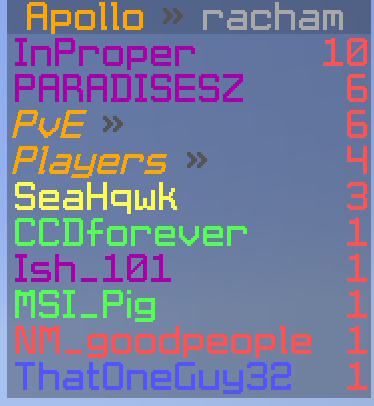 Apollo » racham
InProper 10
PARADISESZ 6
PvE » 6
Players » 4
SeaHqwk 3
CCDforever 1
Ish_101 1
MSI_Pig 1
NM_goodpeople 1
ThatOneGuy32 1